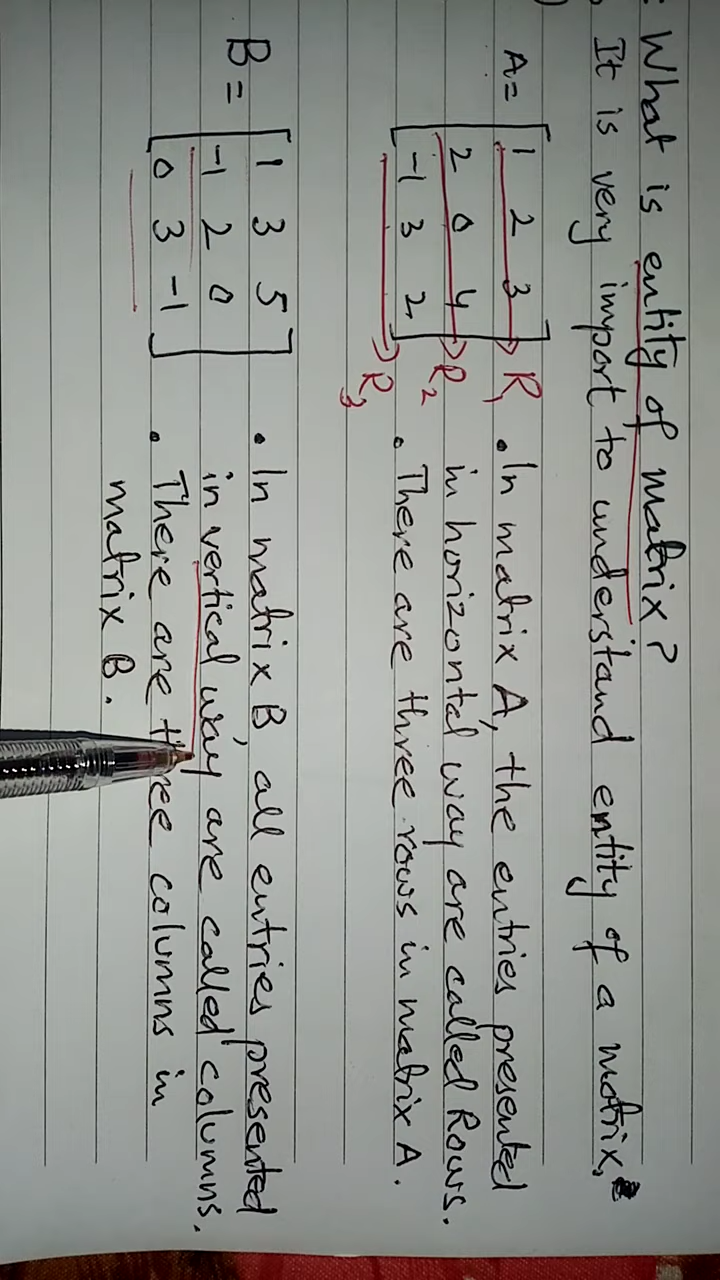 : What is entity of matrix?
. It is very import to understand entity of a matrix,
A = [ 1 2 3 → R1 . In matrix A, the entries presented
2 0 4 → R2 in horizontal way are called Rows.
-1 3 2 ] → R3 . There are three rows in matrix A.
B = [ 1 3 5 . In matrix B, all entries presented
-1 2 0 in vertical way are called columns.
0 3 -1 ] . There are three columns in
matrix B.